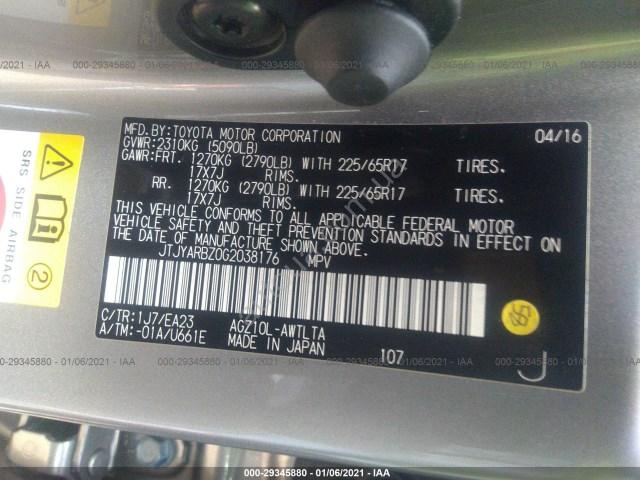 000-29345880 - 01/06/2021 - IAA
MFD.BY:TOYOTA MOTOR CORPORATION 04/16
GVWR:2310KG (5090LB)
GAWR:FRT. 1270KG (2790LB) WITH 225/65R17 TIRES.
17X7J RIMS.
RR. 1270KG (2790LB) WITH 225/65R17 TIRES.
17X7J RIMS.
THIS VEHICLE CONFORMS TO ALL APPLICABLE FEDERAL MOTOR
VEHICLE SAFETY AND THEFT PREVENTION STANDARDS IN EFFECT ON
THE DATE OF MANUFACTURE SHOWN ABOVE.
JTJYARBZ0G2038176 MPV
C/TR:1J7/EA23 AGZ10L-AWTLTA
A/TM:-01A/U661E MADE IN JAPAN 107 J
SRS SIDE AIRBAG
2
000-29345880 - 01/06/2021 - IAA